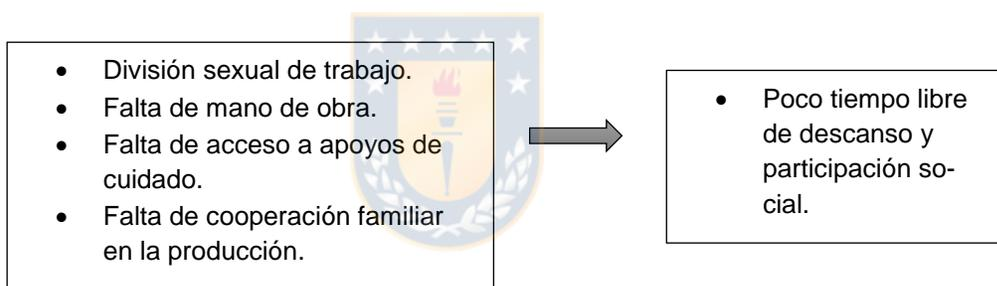 • División sexual de trabajo.
• Falta de mano de obra.
• Falta de acceso a apoyos de
cuidado.
• Falta de cooperación familiar
en la producción.
• Poco tiempo libre
de descanso y
participación so-
cial.